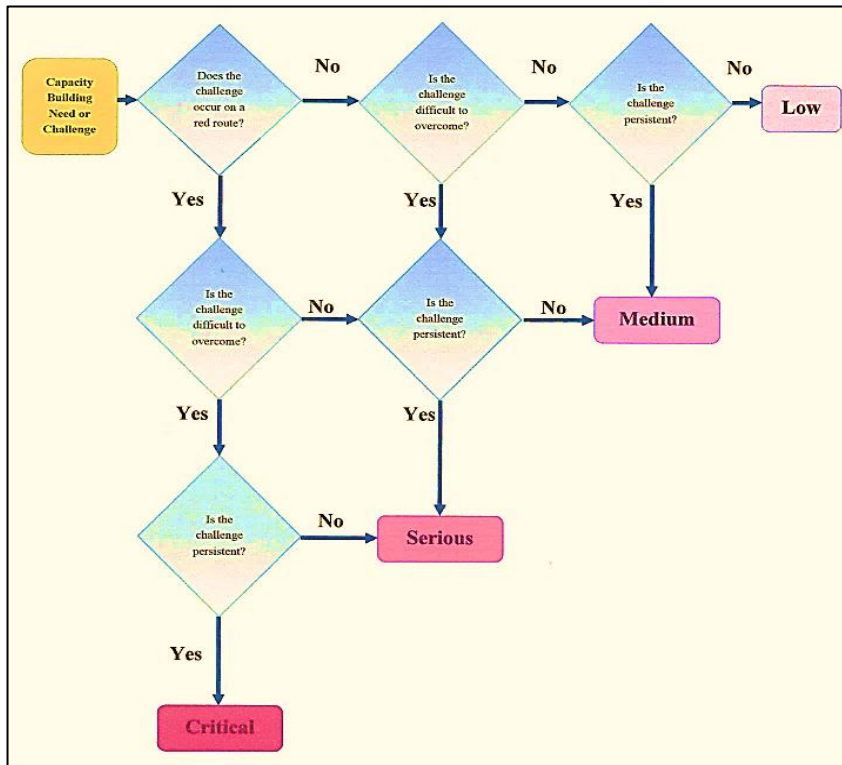 Capacity
Building
Need or
Challenge
Does the
challenge
occur on a
red route?
No
Is the
challenge
difficult to
overcome?
No
Is the
challenge
persistent?
No
Low
Yes
Yes
Yes
Is the
challenge
difficult to
overcome?
No
Is the
challenge
persistent?
No
Medium
Yes
Yes
Is the
challenge
persistent?
No
Serious
Yes
Critical